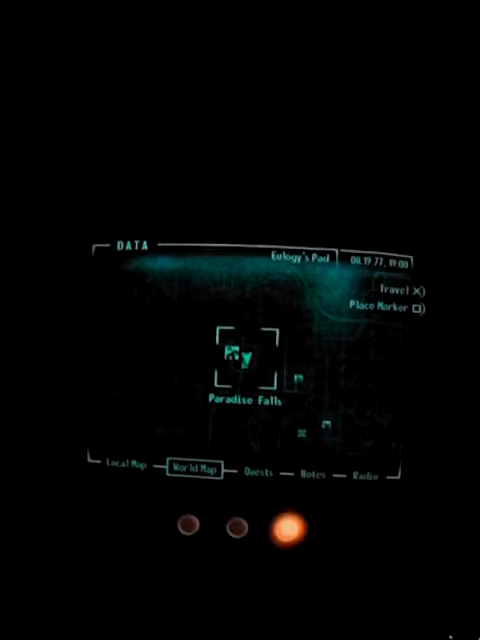 DATA
Eulogy's Pad 08.19.77, 19:00
Travel X)
Place Marker
Paradise Falls
Local Map World Map Quests Notes Radio